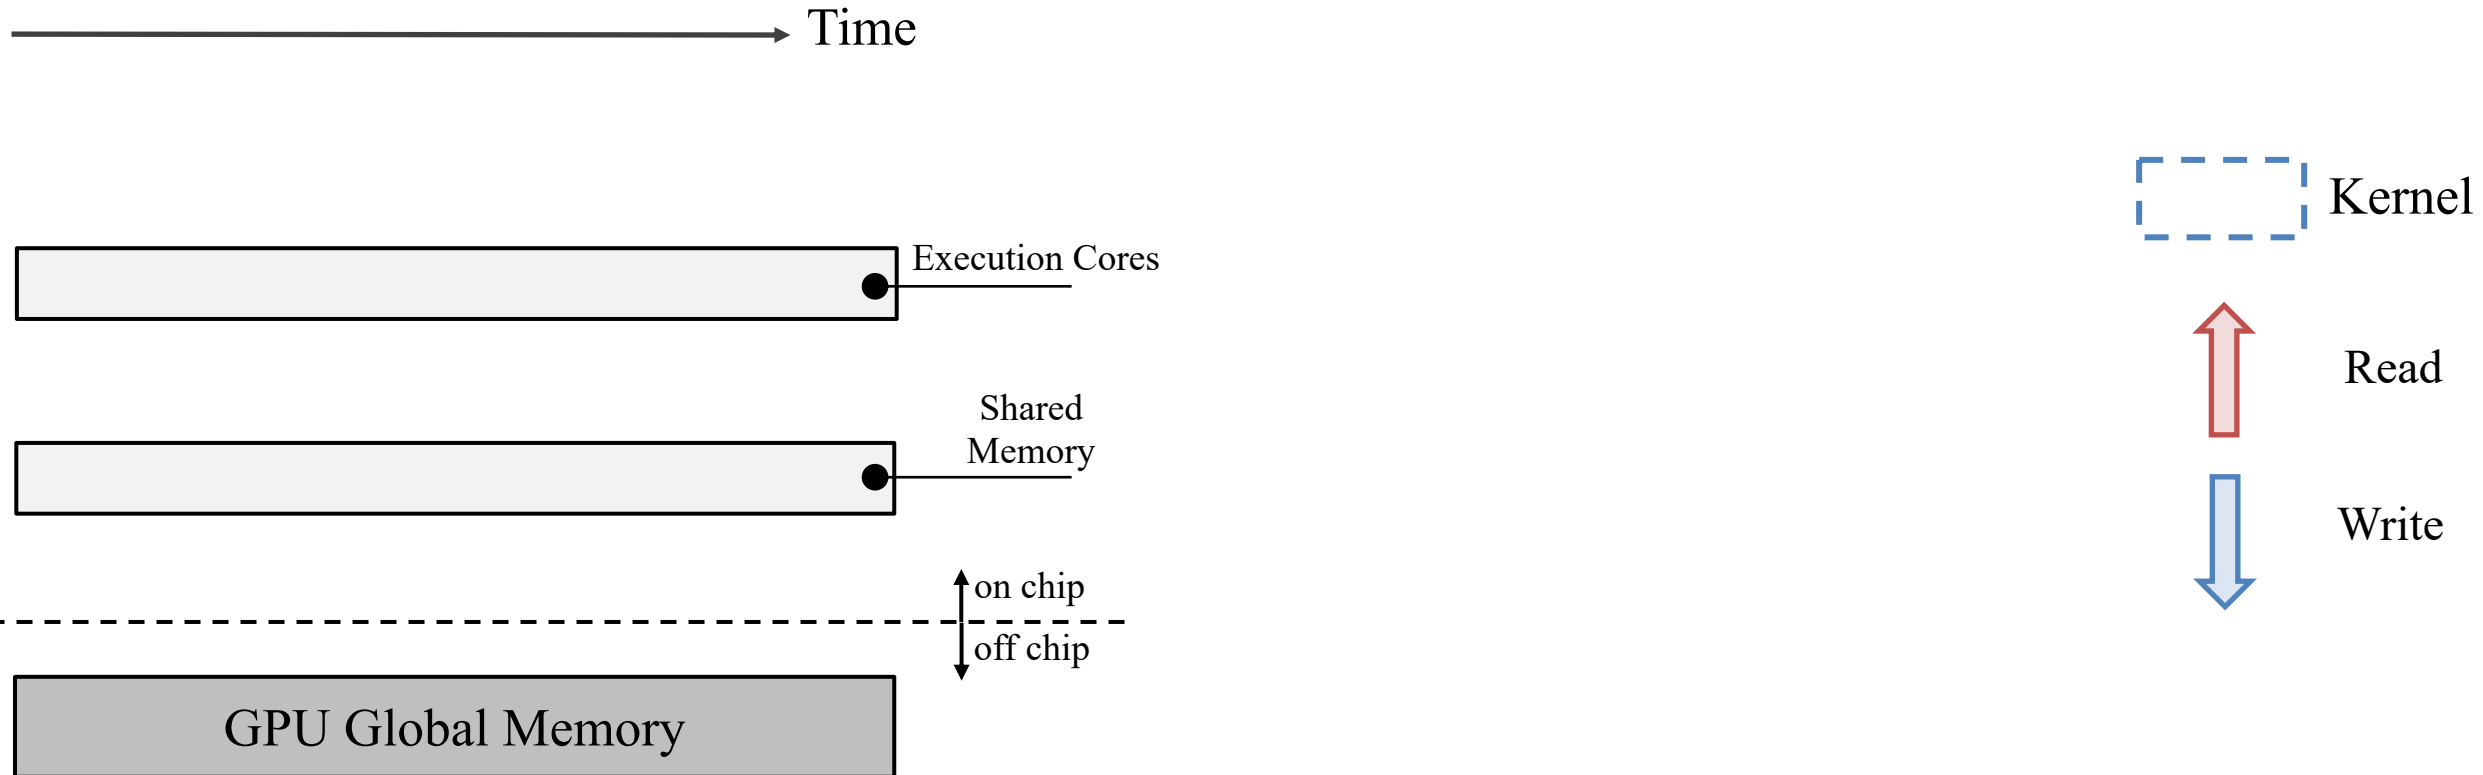 Time
Kernel
Execution Cores
Read
Shared
Memory
Write
on chip
off chip
GPU Global Memory